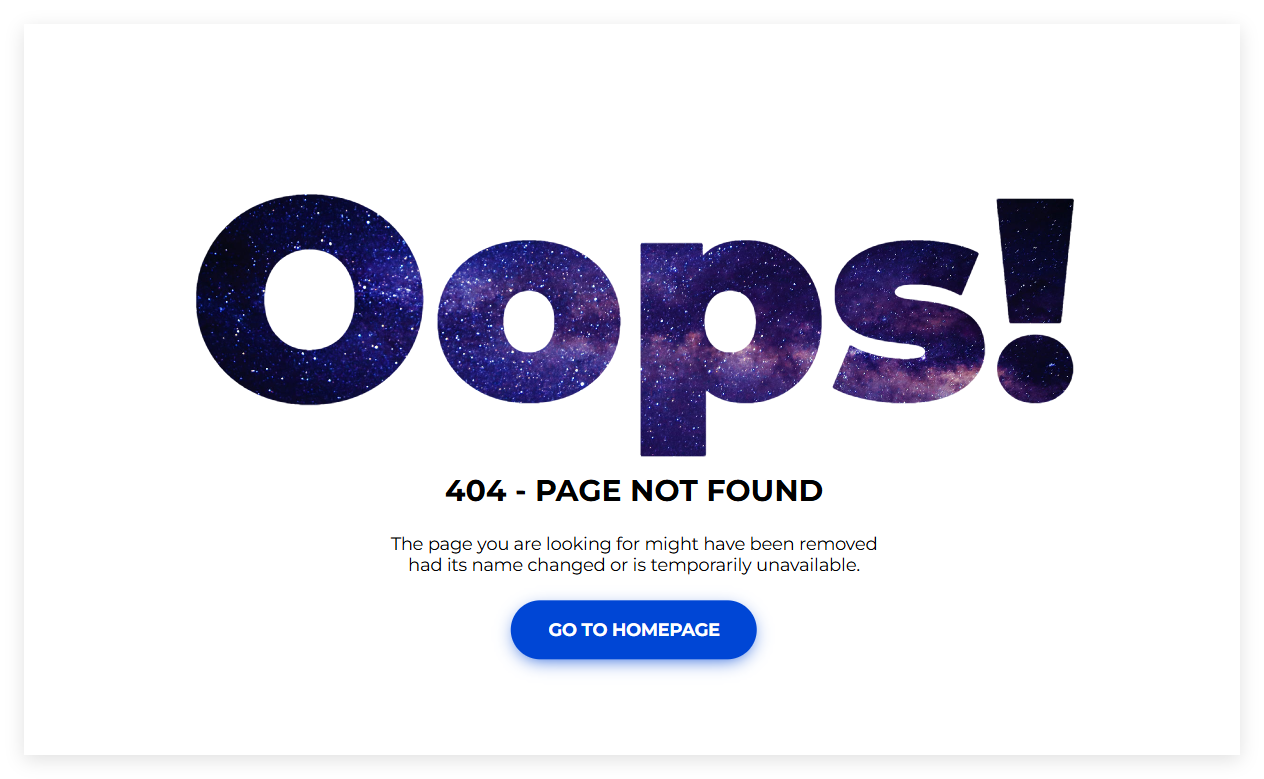 Oops!
404 - PAGE NOT FOUND
The page you are looking for might have been removed
had its name changed or is temporarily unavailable.
GO TO HOMEPAGE